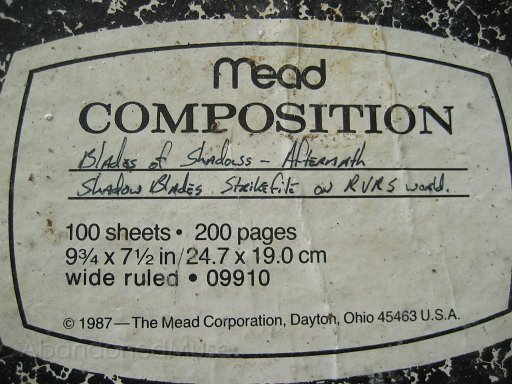 Mead
COMPOSITION
Blades of Shadows - Aftermath
Shadow Blades Strikefile on RVRS world.
100 sheets • 200 pages
9¾ x 7½ in/24.7 x 19.0 cm
wide ruled • 09910
© 1987—The Mead Corporation, Dayton, Ohio 45463 U.S.A.